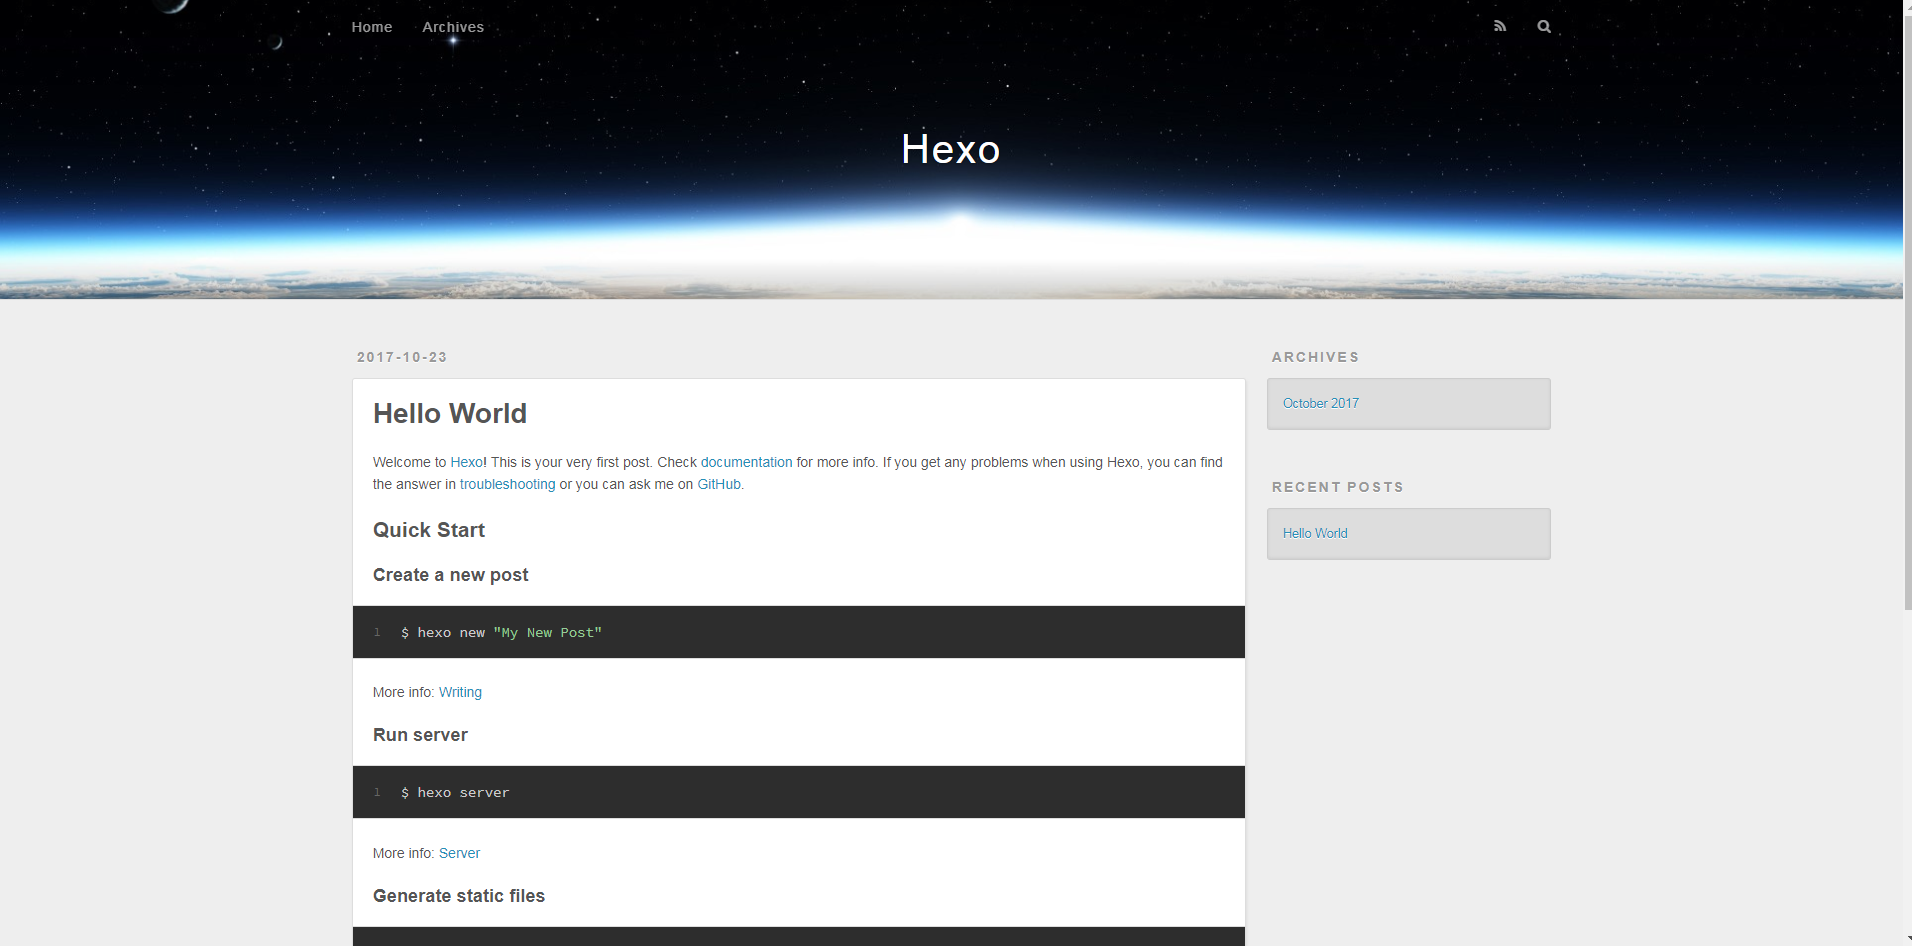 Home Archives
Hexo
2017-10-23
Hello World
Welcome to Hexo! This is your very first post. Check documentation for more info. If you get any problems when using Hexo, you can find
the answer in troubleshooting or you can ask me on GitHub.
Quick Start
Create a new post
1 $ hexo new "My New Post"
More info: Writing
Run server
1 $ hexo server
More info: Server
Generate static files
ARCHIVES
October 2017
RECENT POSTS
Hello World